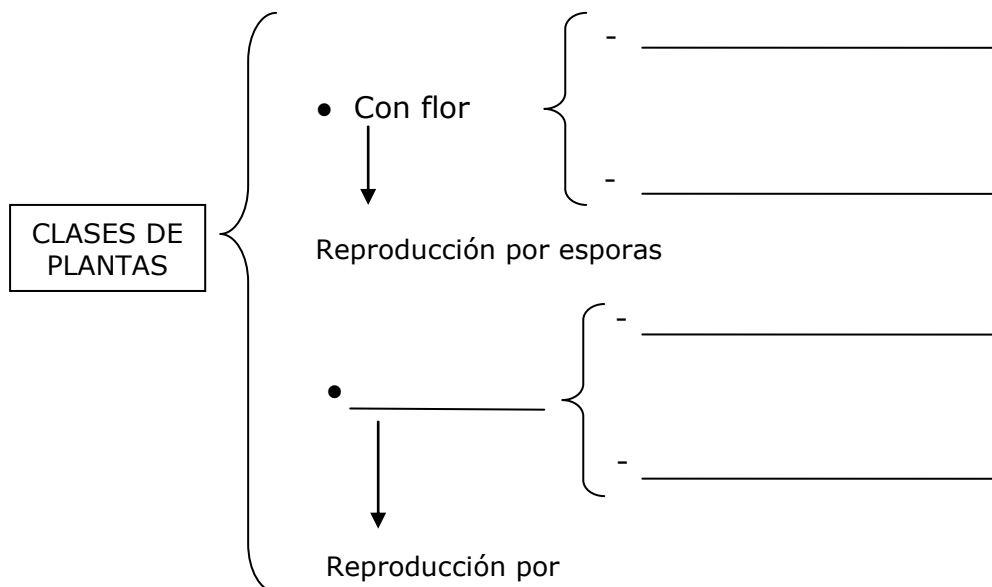 CLASES DE
PLANTAS
• Con flor
-
-
Reproducción por esporas
•
-
-
Reproducción por